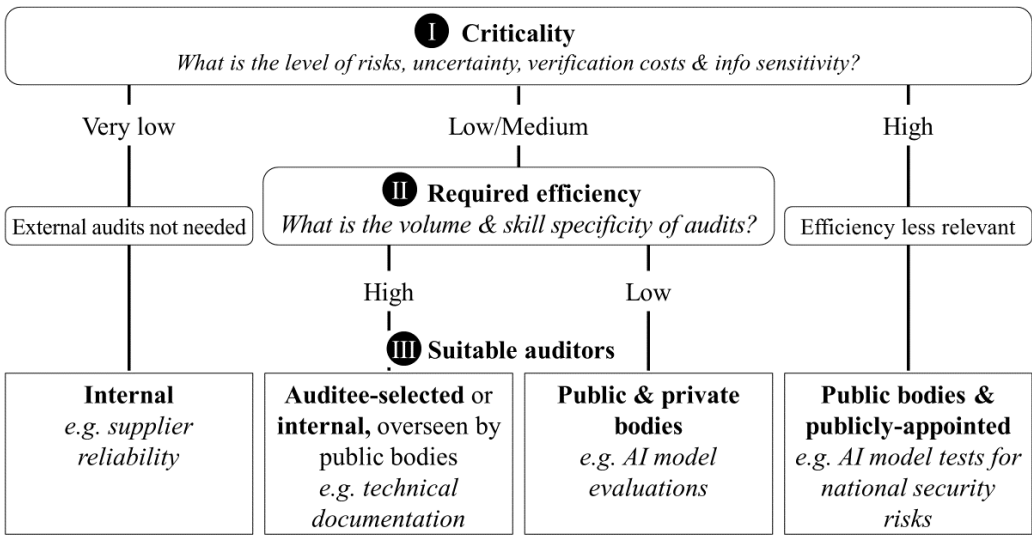 I Criticality
What is the level of risks, uncertainty, verification costs & info sensitivity?
Very low
Low/Medium
High
II Required efficiency
What is the volume & skill specificity of audits?
External audits not needed
Efficiency less relevant
High
Low
III Suitable auditors
Internal
e.g. supplier
reliability
Auditee-selected or
internal, overseen by
public bodies
e.g. technical
documentation
Public & private
bodies
e.g. AI model
evaluations
Public bodies &
publicly-appointed
e.g. AI model tests for
national security
risks